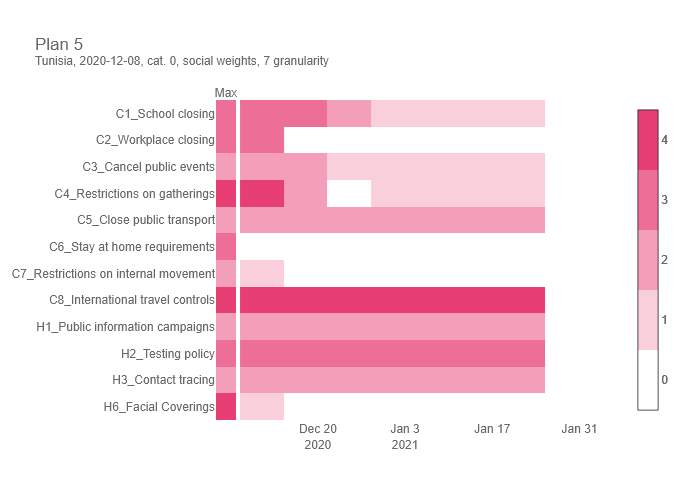 Plan 5
Tunisia, 2020-12-08, cat. 0, social weights, 7 granularity
Max
C1_School closing
C2_Workplace closing
C3_Cancel public events
C4_Restrictions on gatherings
C5_Close public transport
C6_Stay at home requirements
C7_Restrictions on internal movement
C8_International travel controls
H1_Public information campaigns
H2_Testing policy
H3_Contact tracing
H6_Facial Coverings
Dec 20 Jan 3 Jan 17 Jan 31
2020 2021
4
3
2
1
0